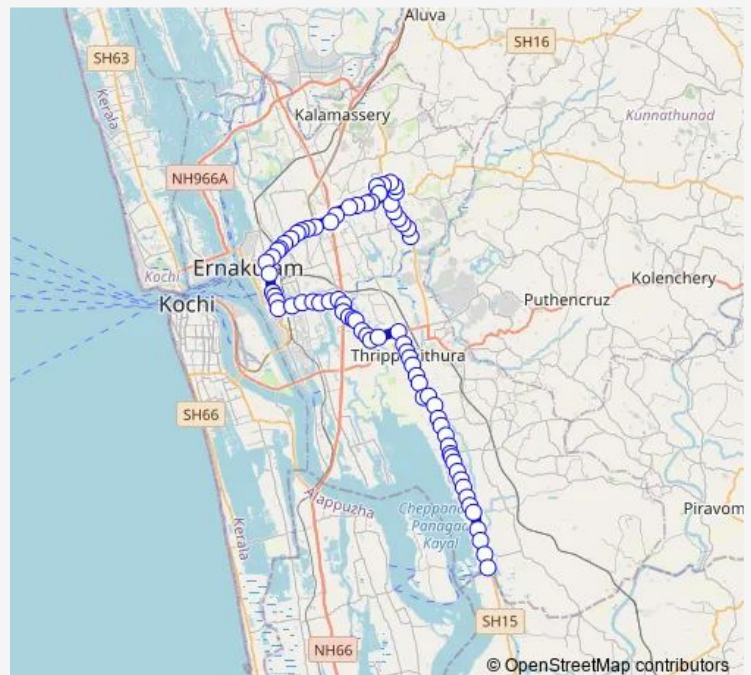 Aluva
SH16
SH63
Kerala
Kalamassery
Kunnathunad
NH966A
Ernakulam
Kochi
Kochi
Kolenchery
Puthencruz
SH66
Alappuzha
Piravom
Kerala
SH15
NH66
© OpenStreetMap contributors